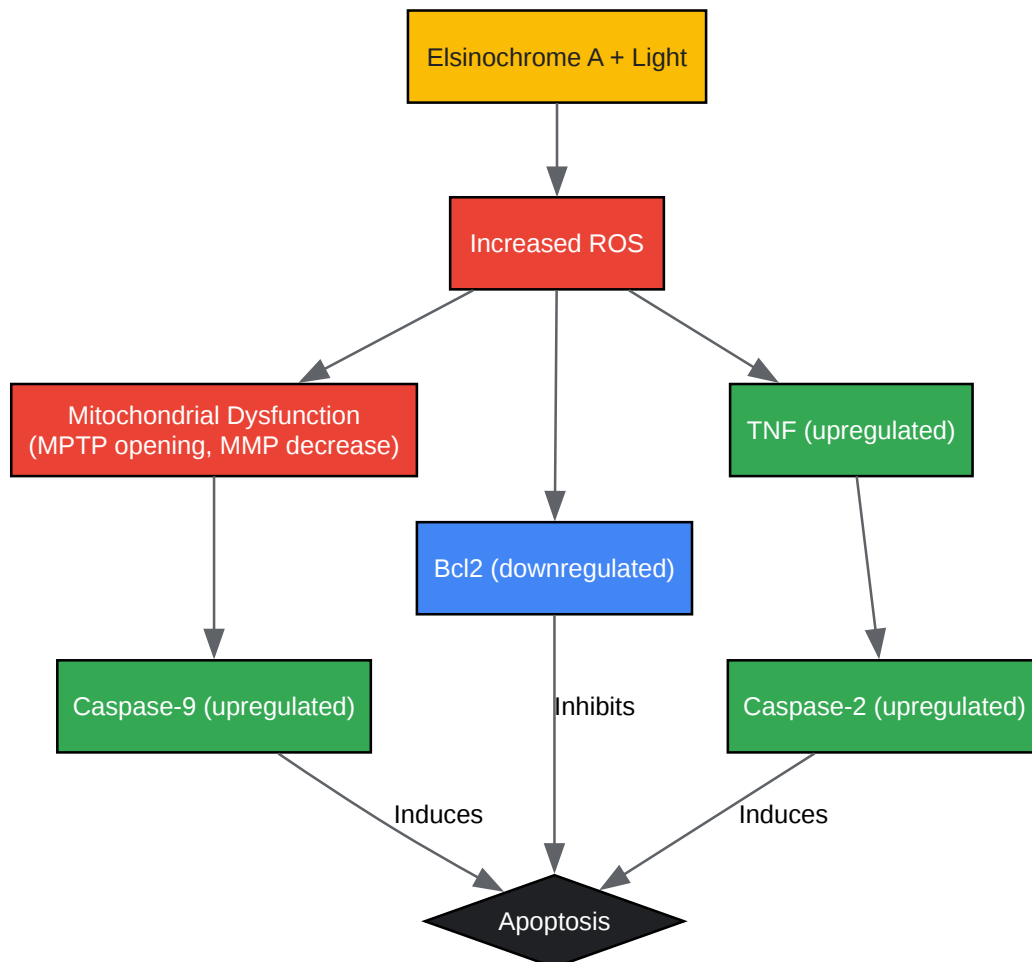 Elsinochrome A + Light
Increased ROS
Mitochondrial Dysfunction
(MPTP opening, MMP decrease)
TNF (upregulated)
Bcl2 (downregulated)
Caspase-9 (upregulated)
Inhibits
Caspase-2 (upregulated)
Induces
Induces
Apoptosis